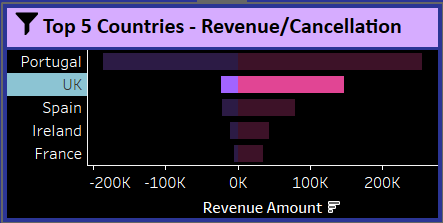 Top 5 Countries - Revenue/Cancellation
Portugal
UK
Spain
Ireland
France
-200K -100K 0K 100K 200K
Revenue Amount